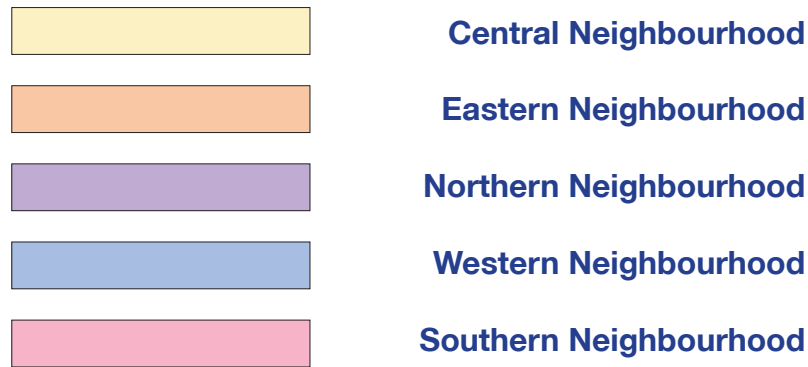 Central Neighbourhood
Eastern Neighbourhood
Northern Neighbourhood
Western Neighbourhood
Southern Neighbourhood